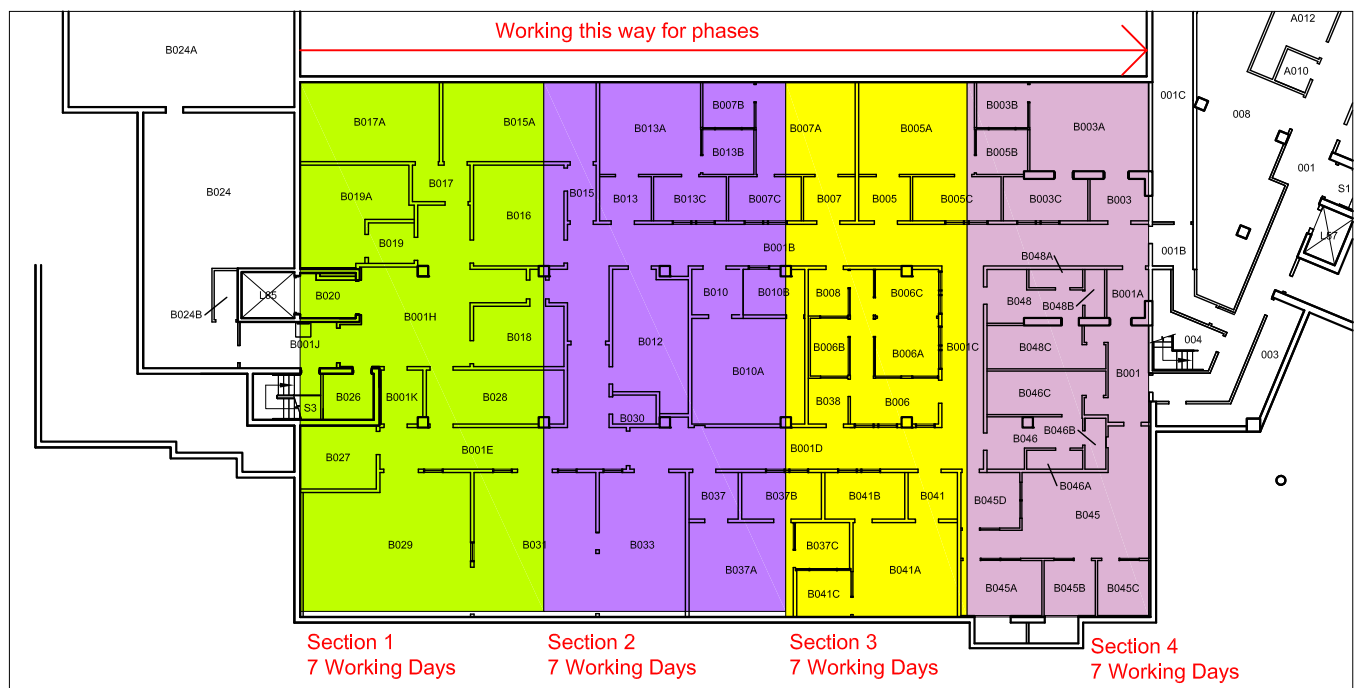 Working this way for phases
A012
B024A
A010
001C
008
B007B
B003B
B017A
B015A
B013A
B007A
B005A
B003A
B013B
B005B
001
B017
B024
B019A
B016
B015
B013
B013C
B007C
B007
B005
B005C
B003C
B003
S1
L87
B019
B001B
001B
B048A
B020
L85
B010
B010B
B008
B006C
B048
B048B
B001A
B024B
B001H
B001J
B018
B012
B006B
B006A
B001C
B048C
004
003
B010A
B001
B026
S3
B001K
B028
B030
B038
B006
B046C
B046B
B046
B001E
B001D
B027
B046A
B037
B037B
B041B
B041
B045D
B045
B029
B031
B033
B037C
B037A
B041A
B041C
B045A
B045B
B045C
Section 1
7 Working Days
Section 2
7 Working Days
Section 3
7 Working Days
Section 4
7 Working Days